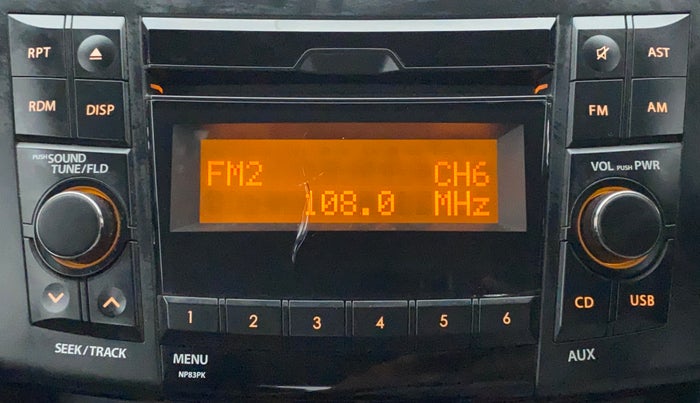 RPT
RDM
DISP
PUSH SOUND
TUNE/FLD
SEEK/TRACK
FM2 CH6
108.0 MHz
1 2 3 4 5 6
MENU
NP83PK
AST
FM
AM
VOL PUSH PWR
CD
USB
AUX